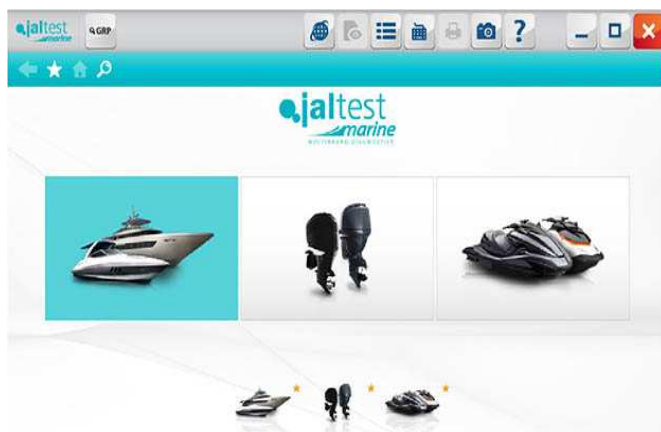 jaltest
marine
GRP
?
jaltest
marine
MULTIBRAND DIAGNOSTICS